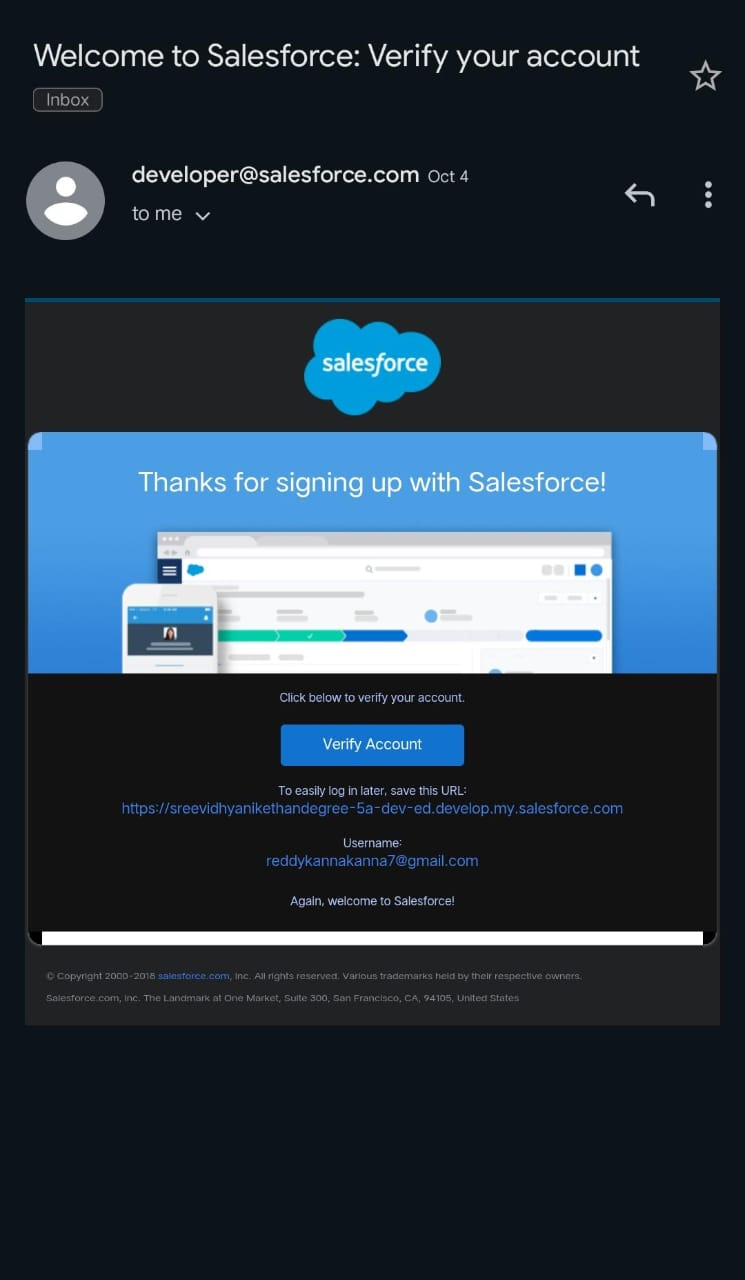 Welcome to Salesforce: Verify your account
Inbox
developer@salesforce.com Oct 4
to me
salesforce
Thanks for signing up with Salesforce!
Click below to verify your account.
Verify Account
To easily log in later, save this URL:
https://sreevidhyanikethandegree-5a-dev-ed.develop.my.salesforce.com
Username:
reddykannakanna7@gmail.com
Again, welcome to Salesforce!
© Copyright 2000-2018 salesforce.com, inc. All rights reserved. Various trademarks held by their respective owners.
Salesforce.com, inc. The Landmark at One Market, Suite 300, San Francisco, CA, 94105, United States